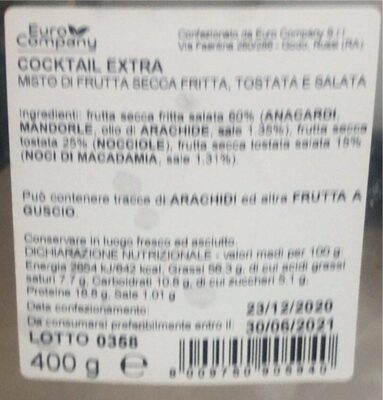 Euro
Company
Confezionato da Euro Company S.r.l.
Via Faentina 280/286 - Godo, Russi (RA)
COCKTAIL EXTRA
MISTO DI FRUTTA SECCA FRITTA, TOSTATA E SALATA
Ingredienti: frutta secca fritta salata 60% (ANACARDI,
MANDORLE, olio di ARACHIDE, sale 1.35%), frutta secca
tostata 25% (NOCCIOLE), frutta secca tostata salata 15%
(NOCI DI MACADAMIA, sale 1.31%).
Può contenere tracce di ARACHIDI ed altra FRUTTA A
GUSCIO.
Conservare in luogo fresco ed asciutto.
DICHIARAZIONE NUTRIZIONALE - valori medi per 100 g:
Energia 2654 kJ/642 kcal, Grassi 58.3 g, di cui acidi grassi
saturi 7.7 g, Carboidrati 10.6 g, di cui zuccheri 5.1 g,
Proteine 16.8 g, Sale 1.01 g
Data confezionamento: 23/12/2020
Da consumarsi preferibilmente entro il: 30/06/2021
LOTTO 0358
400 g e
8 009750 905940